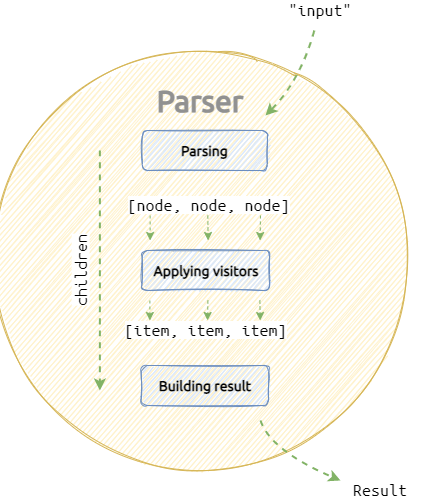 "input"
Parser
Parsing
[node, node, node]
children
Applying visitors
[item, item, item]
Building result
Result